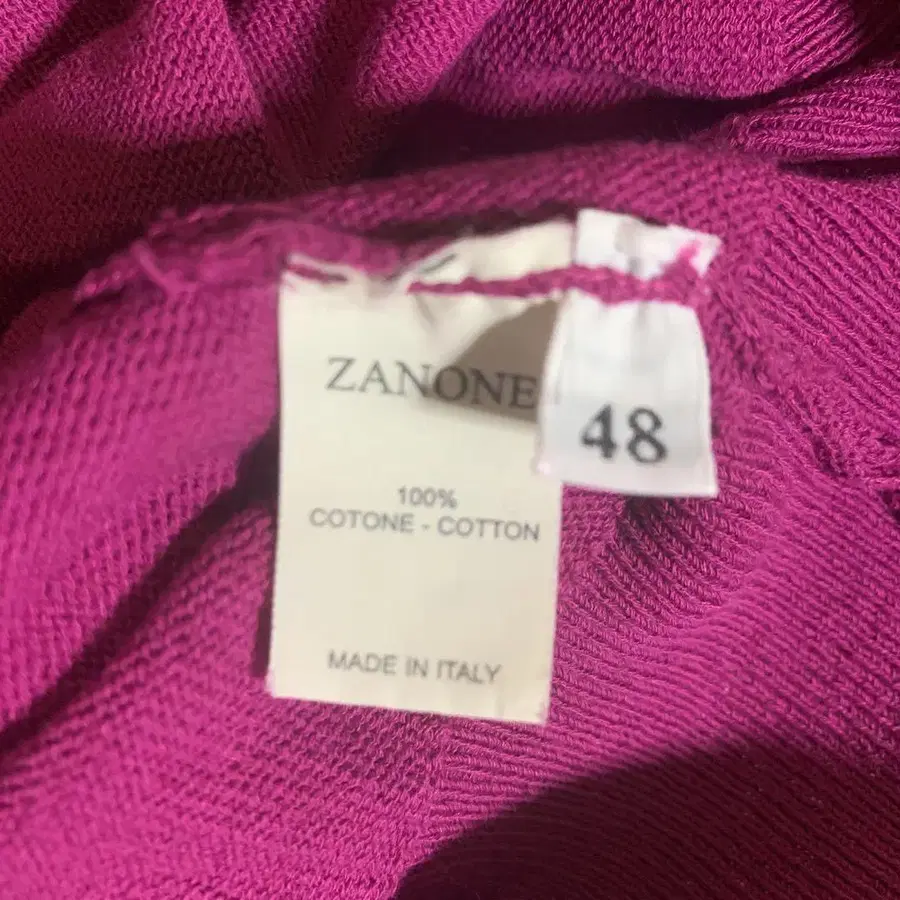 ZANONE
48
100%
COTONE - COTTON
MADE IN ITALY